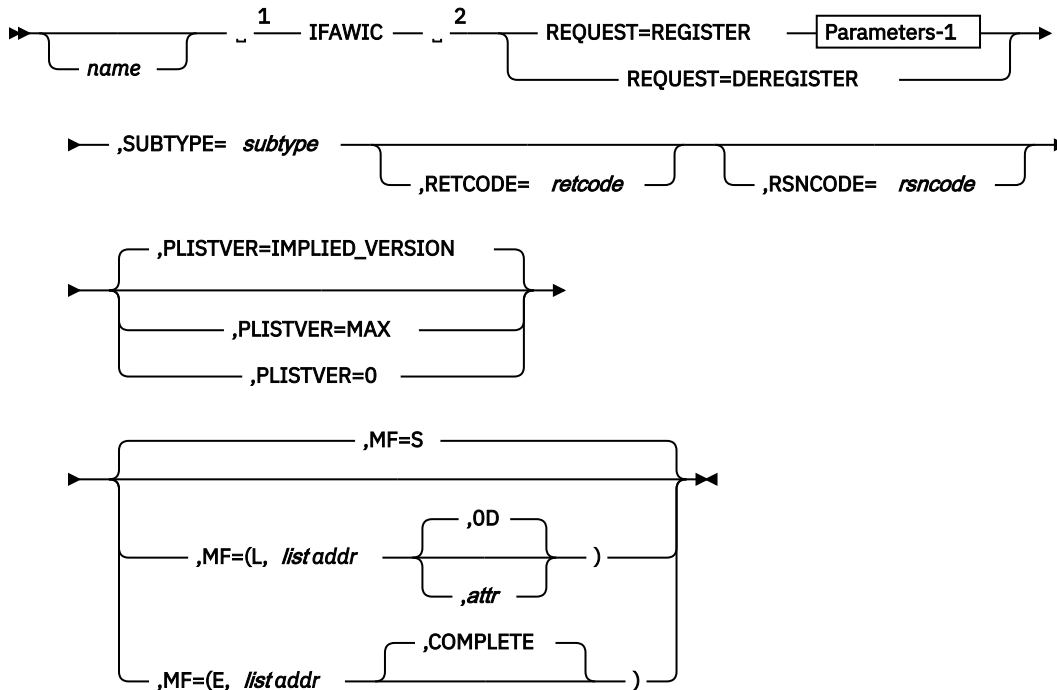 name ␣ 1 IFAWIC ␣ 2 REQUEST=REGISTER Parameters-1
REQUEST=DEREGISTER
,SUBTYPE= subtype
,RETCODE= retcode ,RSNCODE= rsncode
,PLISTVER=IMPLIED_VERSION
,PLISTVER=MAX
,PLISTVER=0
,MF=S
,MF=(L, list addr ,0D )
,attr
,MF=(E, list addr ,COMPLETE )